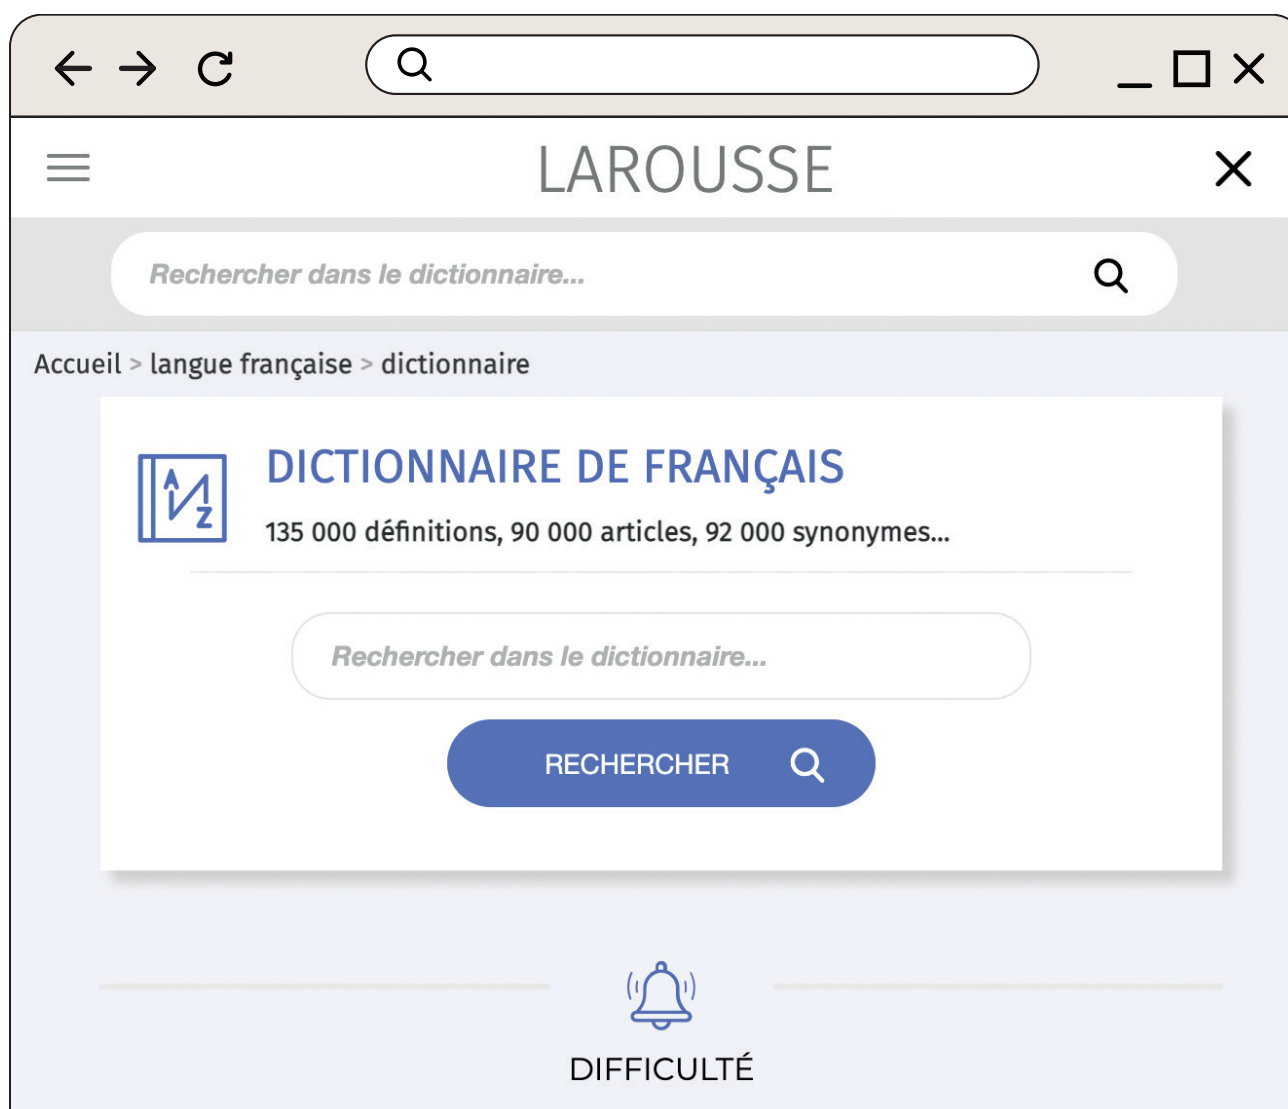 LAROUSSE
Rechercher dans le dictionnaire...
Accueil > langue française > dictionnaire
DICTIONNAIRE DE FRANÇAIS
135 000 définitions, 90 000 articles, 92 000 synonymes...
Rechercher dans le dictionnaire...
RECHERCHER
DIFFICULTÉ